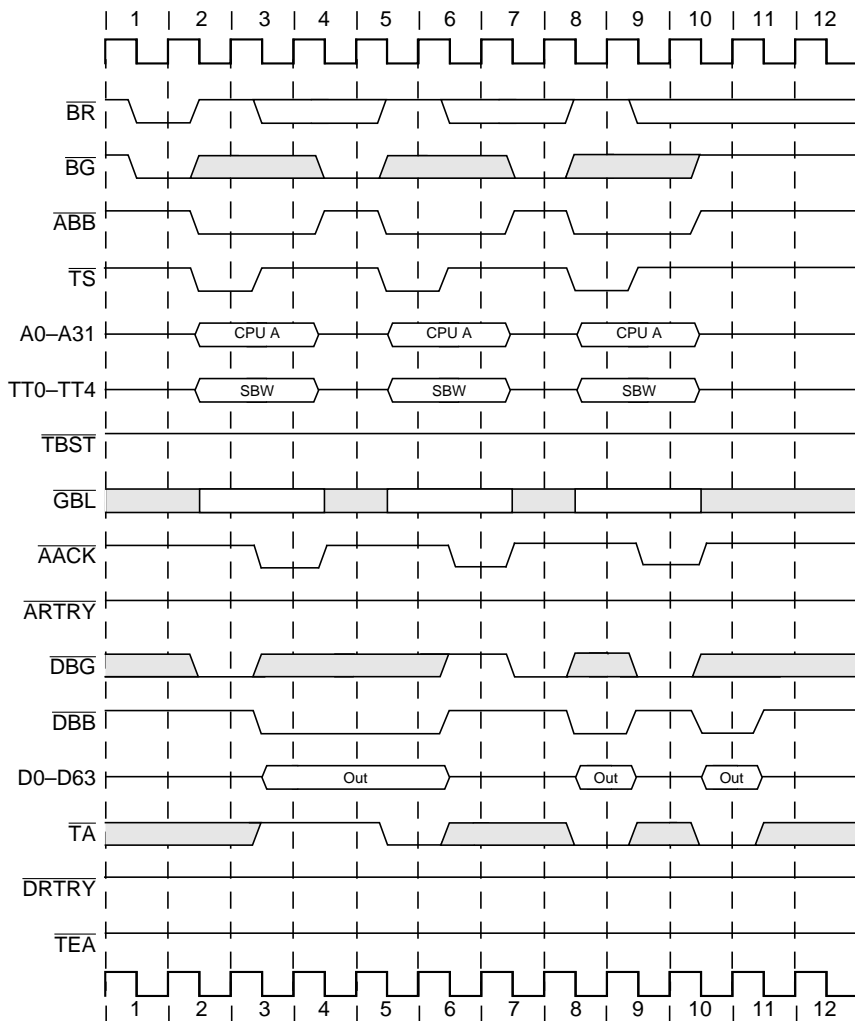 1 2 3 4 5 6 7 8 9 10 11 12
BR
BG
ABB
TS
A0–A31 CPU A CPU A CPU A
TT0–TT4 SBW SBW SBW
TBST
GBL
AACK
ARTRY
DBG
DBB
D0–D63 Out Out Out
TA
DRTRY
TEA
1 2 3 4 5 6 7 8 9 10 11 12